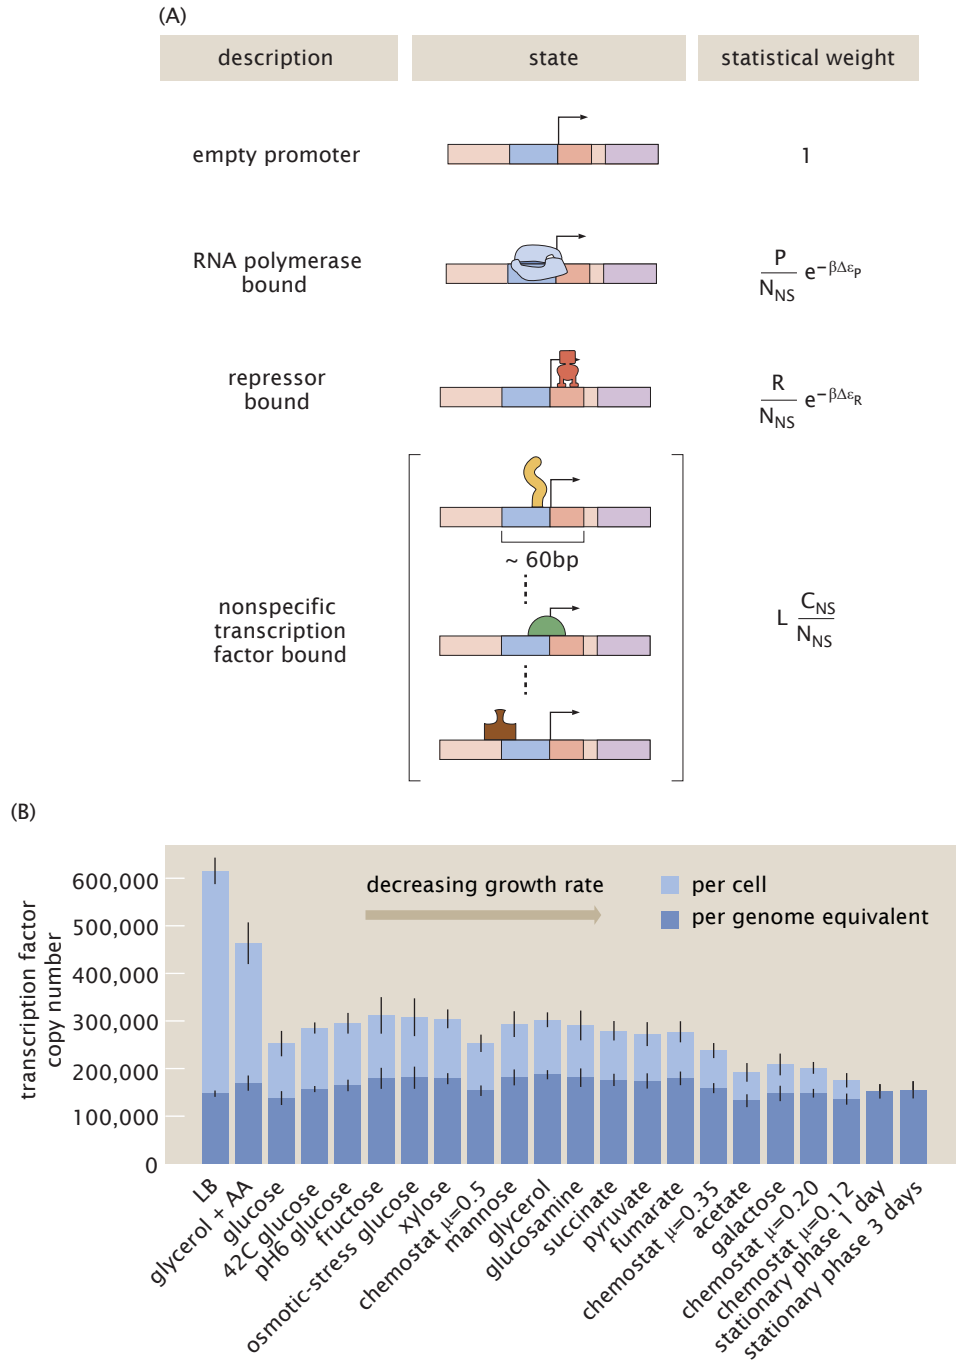 (A)
description
state
statistical weight
empty promoter
1
RNA polymerase
bound
P
N_NS
e^−βΔε_P
repressor
bound
R
N_NS
e^−βΔε_R
~ 60bp
nonspecific
transcription
factor bound
L C_NS
N_NS
(B)
transcription factor
copy number
600,000
500,000
400,000
300,000
200,000
100,000
0
decreasing growth rate
per cell
per genome equivalent
LB
glycerol + AA
glucose
42C glucose
pH6 glucose
fructose
osmotic-stress glucose
xylose
chemostat μ=0.5
mannose
glycerol
glucosamine
succinate
pyruvate
fumarate
chemostat μ=0.35
acetate
galactose
chemostat μ=0.20
chemostat μ=0.12
stationary phase 1 day
stationary phase 3 days